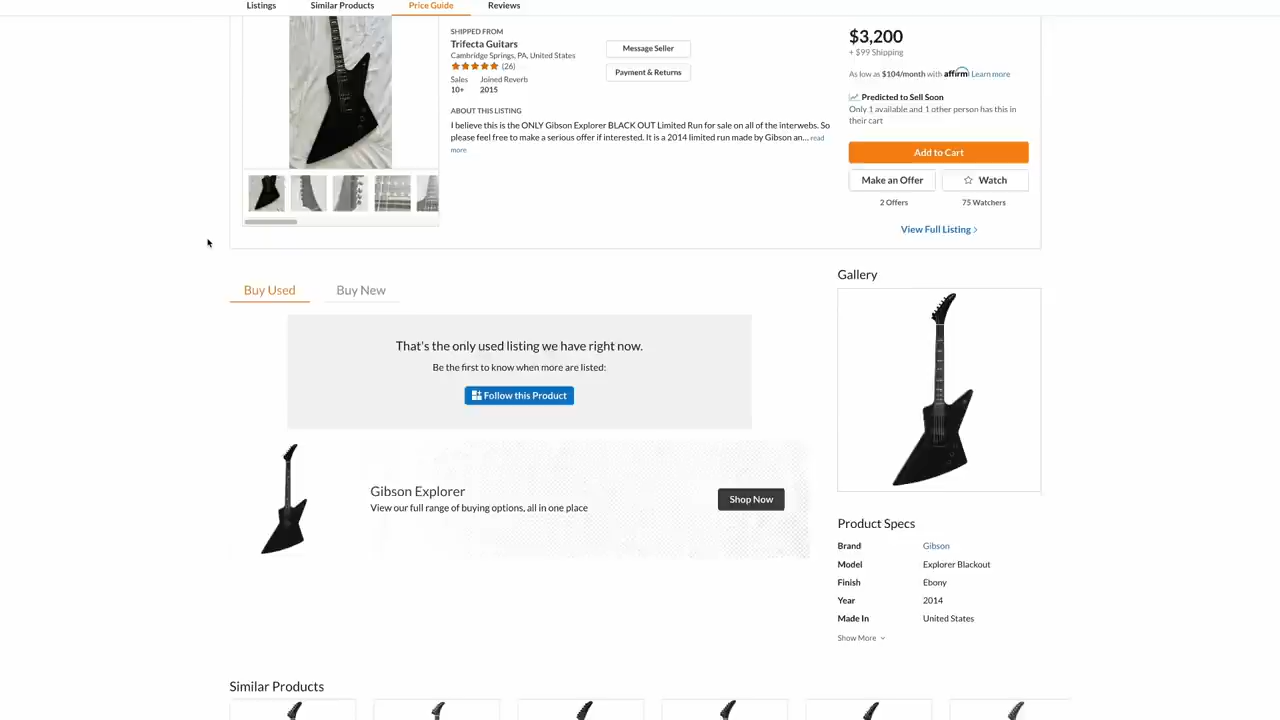 Listings
Similar Products
Price Guide
Reviews
SHIPPED FROM
Trifecta Guitars
Cambridge Springs, PA, United States
(26)
Sales
Joined Reverb
10+
2015
Message Seller
Payment & Returns
ABOUT THIS LISTING
I believe this is the ONLY Gibson Explorer BLACK OUT Limited Run for sale on all of the interwebs. So
please feel free to make a serious offer if interested. It is a 2014 limited run made by Gibson an... read
more
$3,200
+ $99 Shipping
As low as $104/month with affirm Learn more
Predicted to Sell Soon
Only 1 available and 1 other person has this in
their cart
Add to Cart
Make an Offer
Watch
2 Offers
75 Watchers
View Full Listing
Buy Used
Buy New
That's the only used listing we have right now.
Be the first to know when more are listed:
Follow this Product
Gibson Explorer
View our full range of buying options, all in one place
Shop Now
Gallery
Product Specs
Brand Gibson
Model Explorer Blackout
Finish Ebony
Year 2014
Made In United States
Show More
Similar Products